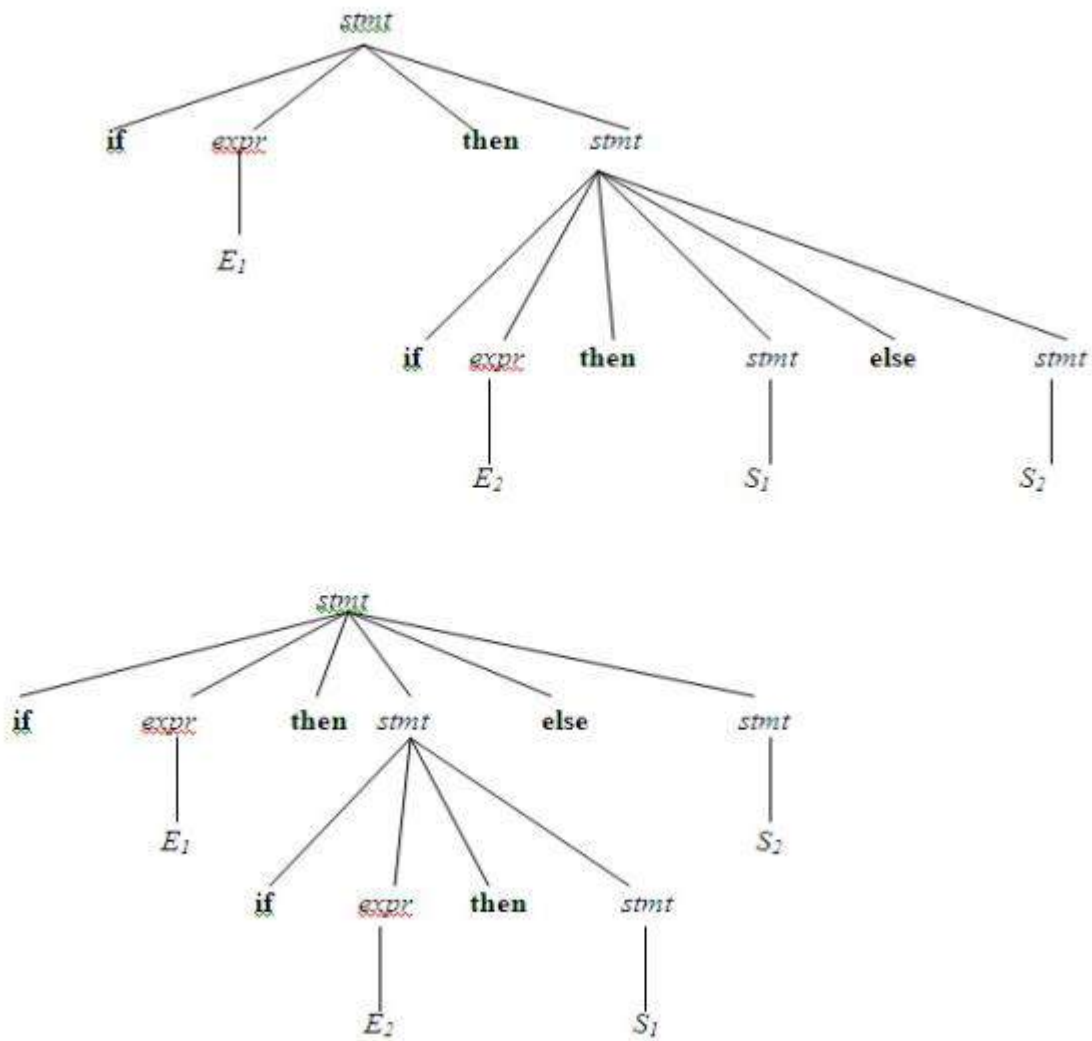 stmt
if expr then stmt
E₁
if expr then stmt else stmt
E₂ S₁ S₂
stmt
if expr then stmt else stmt
E₁ S₂
if expr then stmt
E₂ S₁